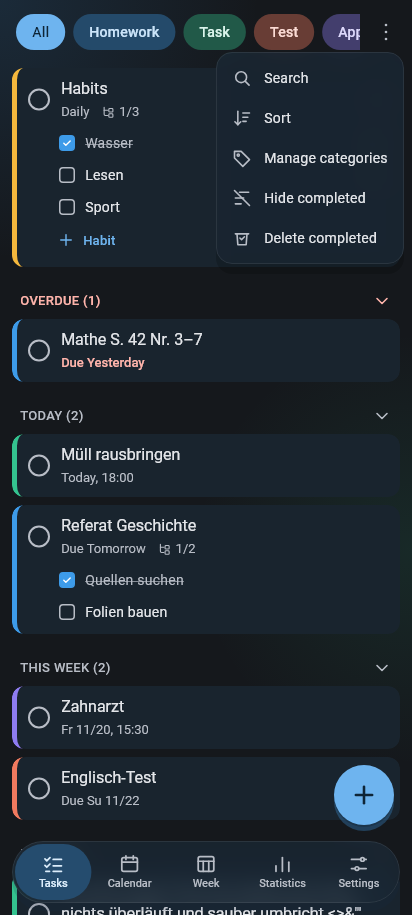 All Homework Task Test App
Habits
Daily 1/3
Wasser
Lesen
Sport
+ Habit
Search
Sort
Manage categories
Hide completed
Delete completed
OVERDUE (1)
Mathe S. 42 Nr. 3–7
Due Yesterday
TODAY (2)
Müll rausbringen
Today, 18:00
Referat Geschichte
Due Tomorrow 1/2
Quellen suchen
Folien bauen
THIS WEEK (2)
Zahnarzt
Fr 11/20, 15:30
Englisch-Test
Due Su 11/22
Tasks Calendar Week Statistics Settings
nichts überläuft und sauber umbricht <>&"'